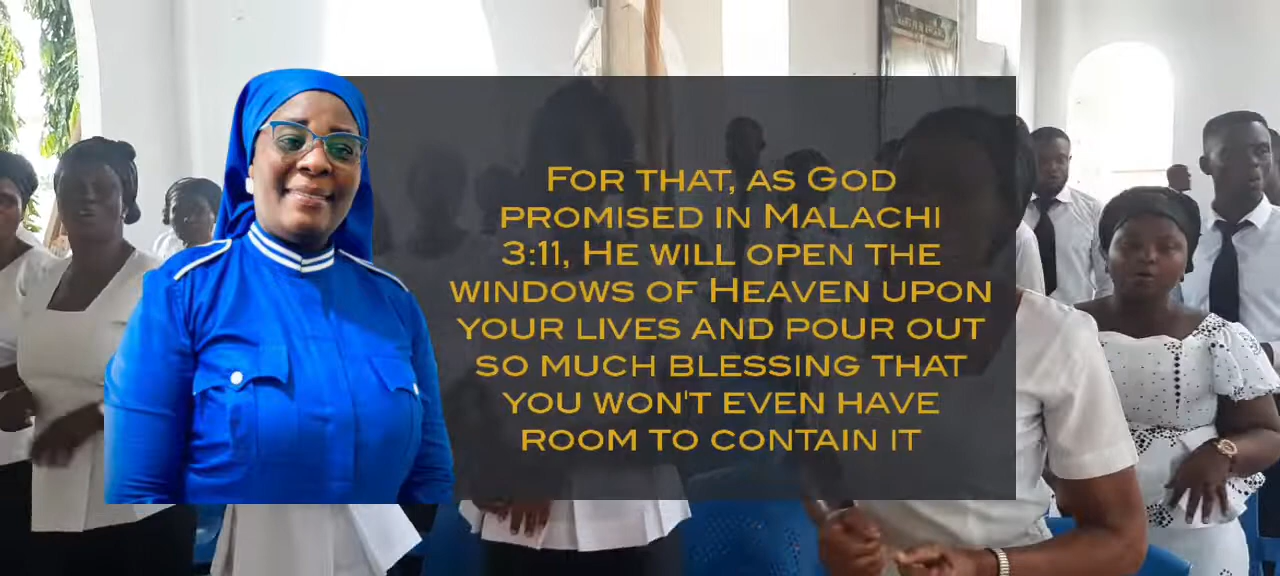 For that, as God
promised in Malachi
3:11, He will open the
windows of Heaven upon
your lives and pour out
so much blessing that
you won't even have
room to contain it